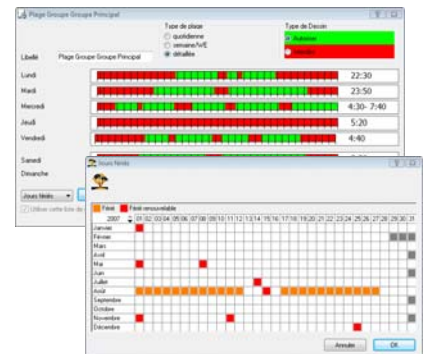 Plage Groupe Groupe Principal
Type de plage
Type de Dessin
quotidienne
Autorisé
semaine/WE
Libellé
Plage Groupe Groupe Principal
détaillée
Lundi
22:30
Mardi
23:50
Mercredi
4:30- 7:40
Jeudi
5:20
Vendredi
4:40
Samedi
Dimanche
Jours fériés
Utiliser cette liste de
Jours fériés
Férié
Férié renouvelable
2007
01 02 03 04 05 06 07 08 09 10 11 12 13 14 15 16 17 18 19 20 21 22 23 24 25 26 27 28 29 30 31
Janvier
Février
Mars
Avril
Mai
Juin
Juillet
Août
Septembre
Octobre
Novembre
Décembre
Annuler
OK